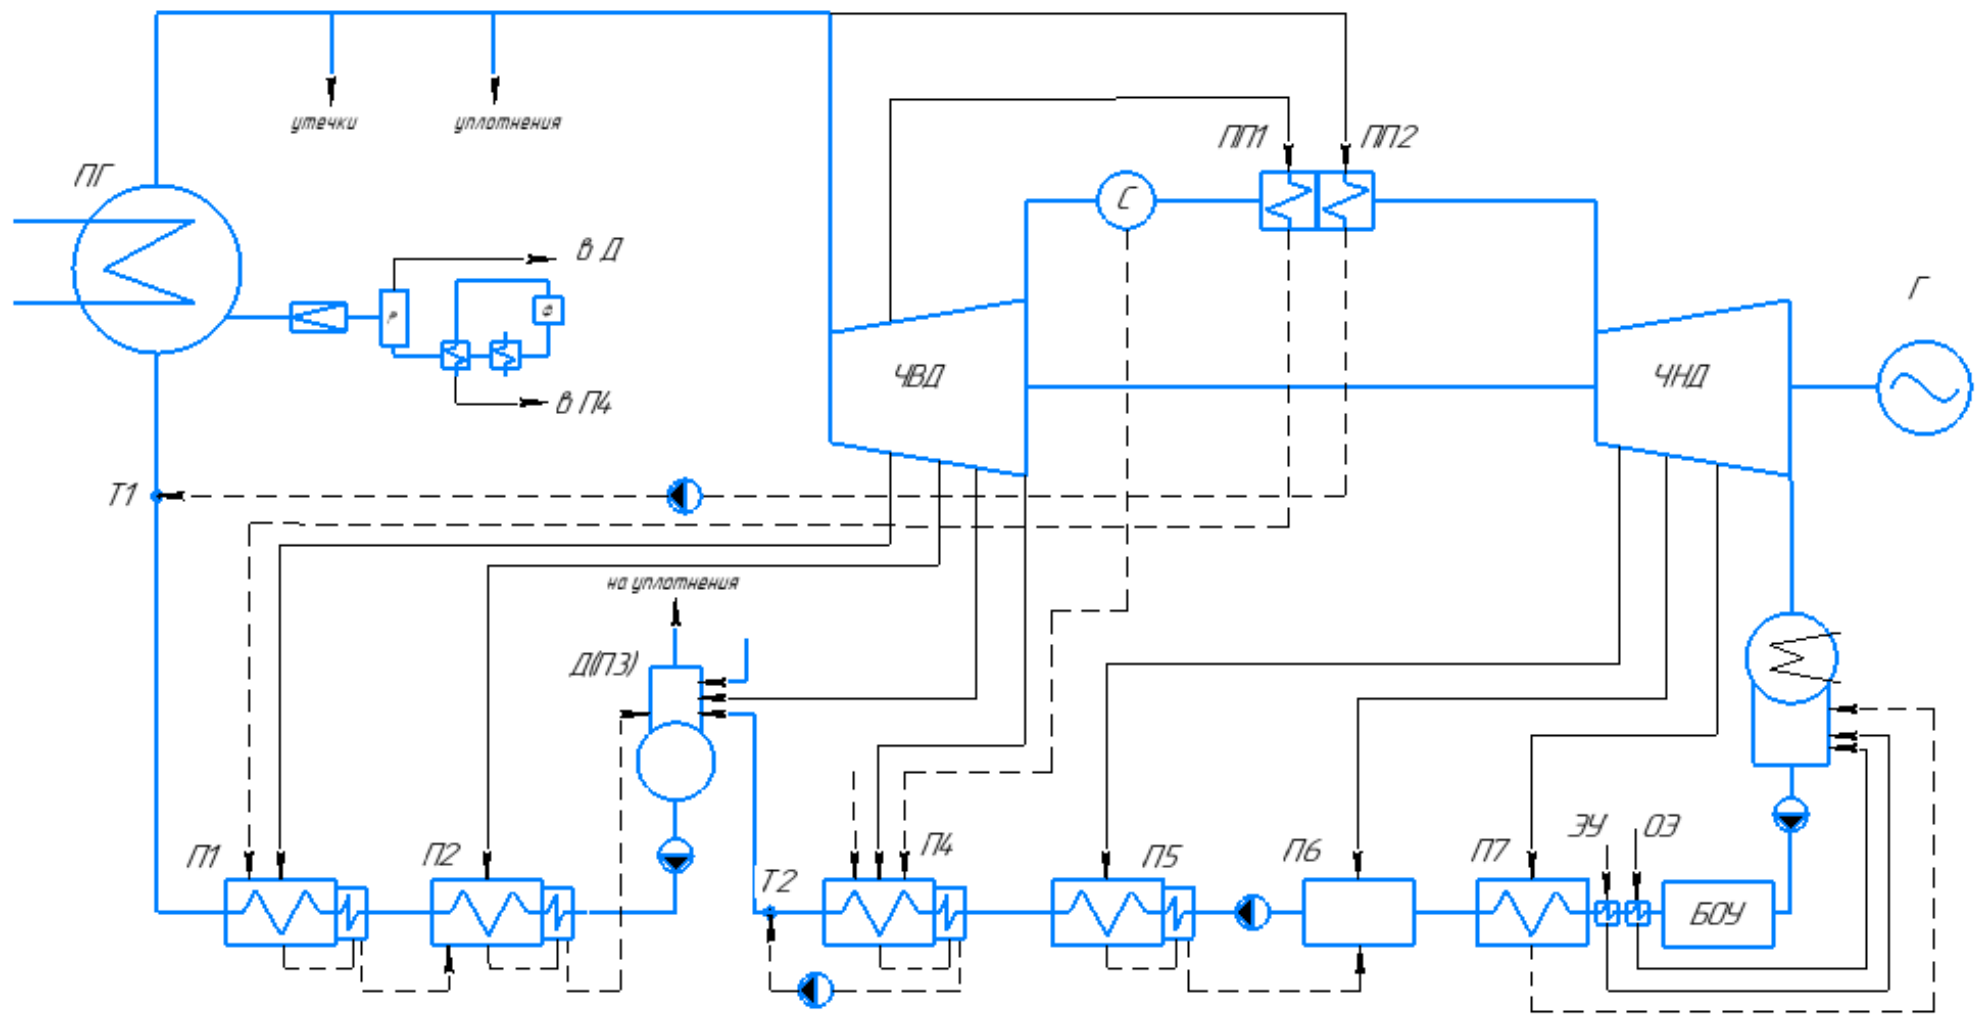 утечки
уплотнения
ПП1
ПП2
ПГ
С
в Д
Р
Ф
Г
ЧВД
ЧНД
в П4
Т1
на уплотнения
Д(П3)
П1
П2
Т2
П4
П5
П6
П7
ЭУ
ОЭ
БОУ